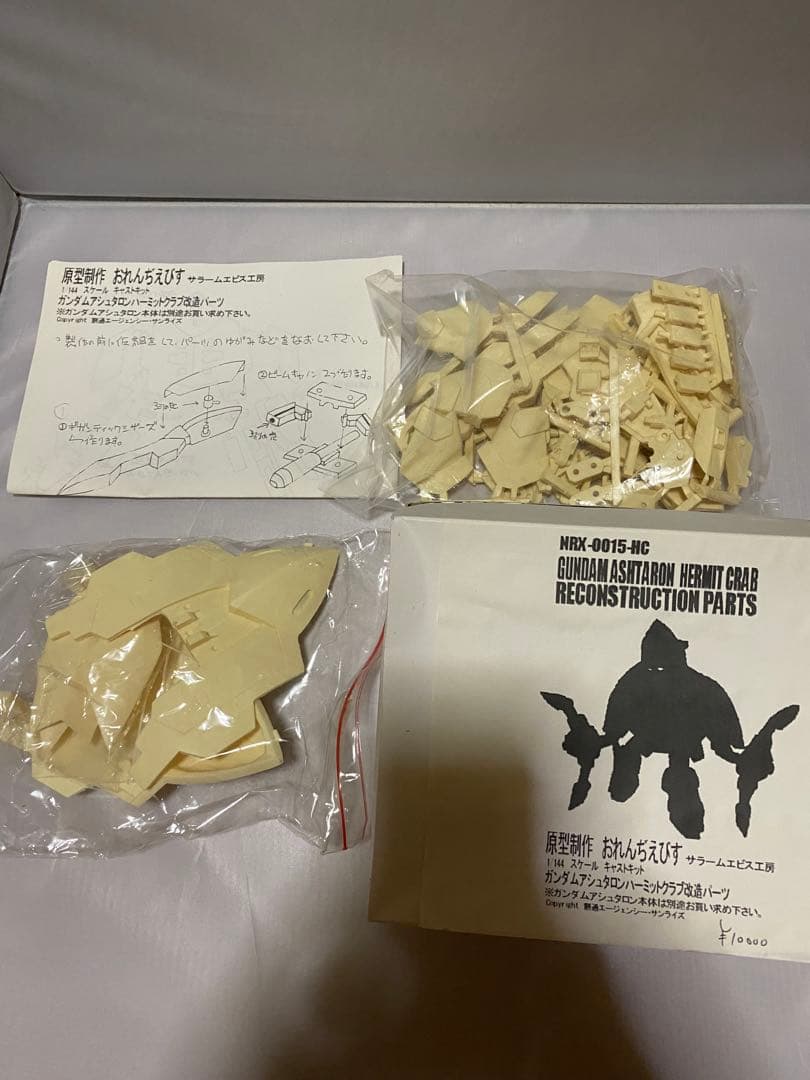 原型制作 おれんぢえびす サラームエビス工房
1/144 スケール キャストキット
ガンダムアシュタロンハーミットクラブ改造パーツ
※ガンダムアシュタロン本体は別途お買い求め下さい。
Copyright 創通エージェンシー・サンライズ
製作の前に仮組をして、パーツのゆがみなどをなおして下さい。
②ビームキャノン 2つ作ります。
①ギガンティックシザーズ
作ります。
NRX-0015-HC
GUNDAM ASHTARON HERMIT CRAB
RECONSTRUCTION PARTS
原型制作 おれんぢえびす サラームエビス工房
1/144 スケール キャストキット
ガンダムアシュタロンハーミットクラブ改造パーツ
※ガンダムアシュタロン本体は別途お買い求め下さい。
Copyright 創通エージェンシー・サンライズ
¥10000